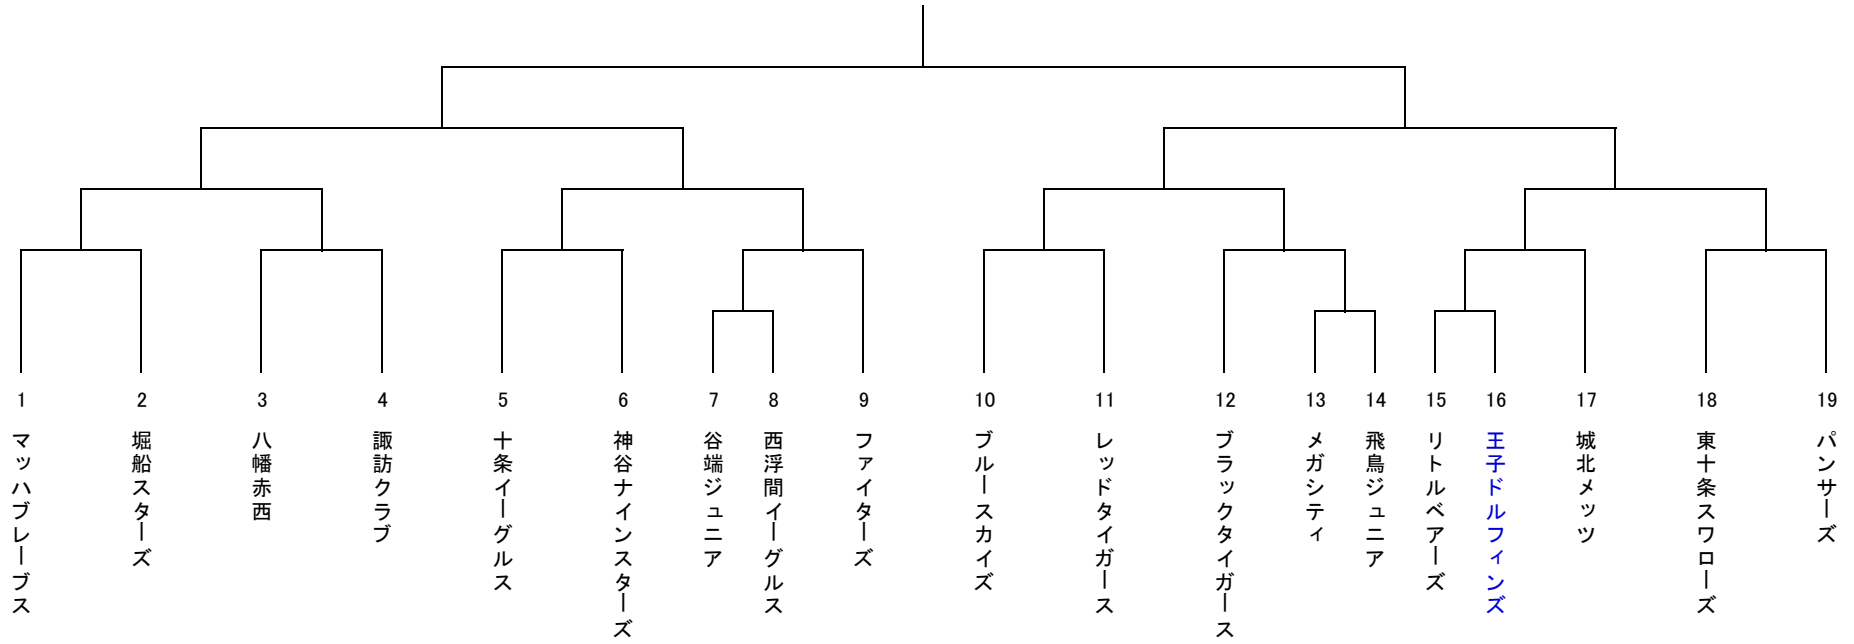 1
マッハブレーブス
2
堀船スターズ
3
八幡赤西
4
諏訪クラブ
5
十条イーグルス
6
神谷ナインスターズ
7
谷端ジュニア
8
西浮間イーグルス
9
ファイターズ
10
ブルースカイズ
11
レッドタイガース
12
ブラックタイガース
13
メガシティ
14
飛鳥ジュニア
15
リトルベアーズ
16
王子ドルフィンズ
17
城北メッツ
18
東十条スワローズ
19
パンサーズ